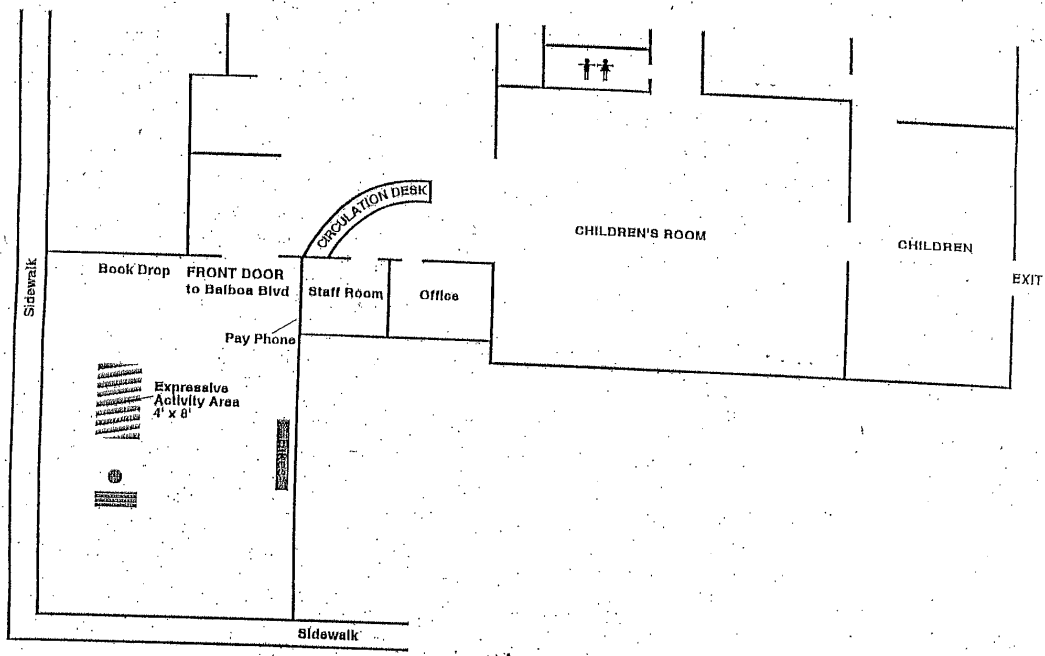 CIRCULATION DESK
CHILDREN'S ROOM
CHILDREN
EXIT
Sidewalk
Book Drop
FRONT DOOR
to Balboa Blvd
Staff Room
Office
Pay Phone
Expressive
Activity Area
4' x 8'
Sidewalk